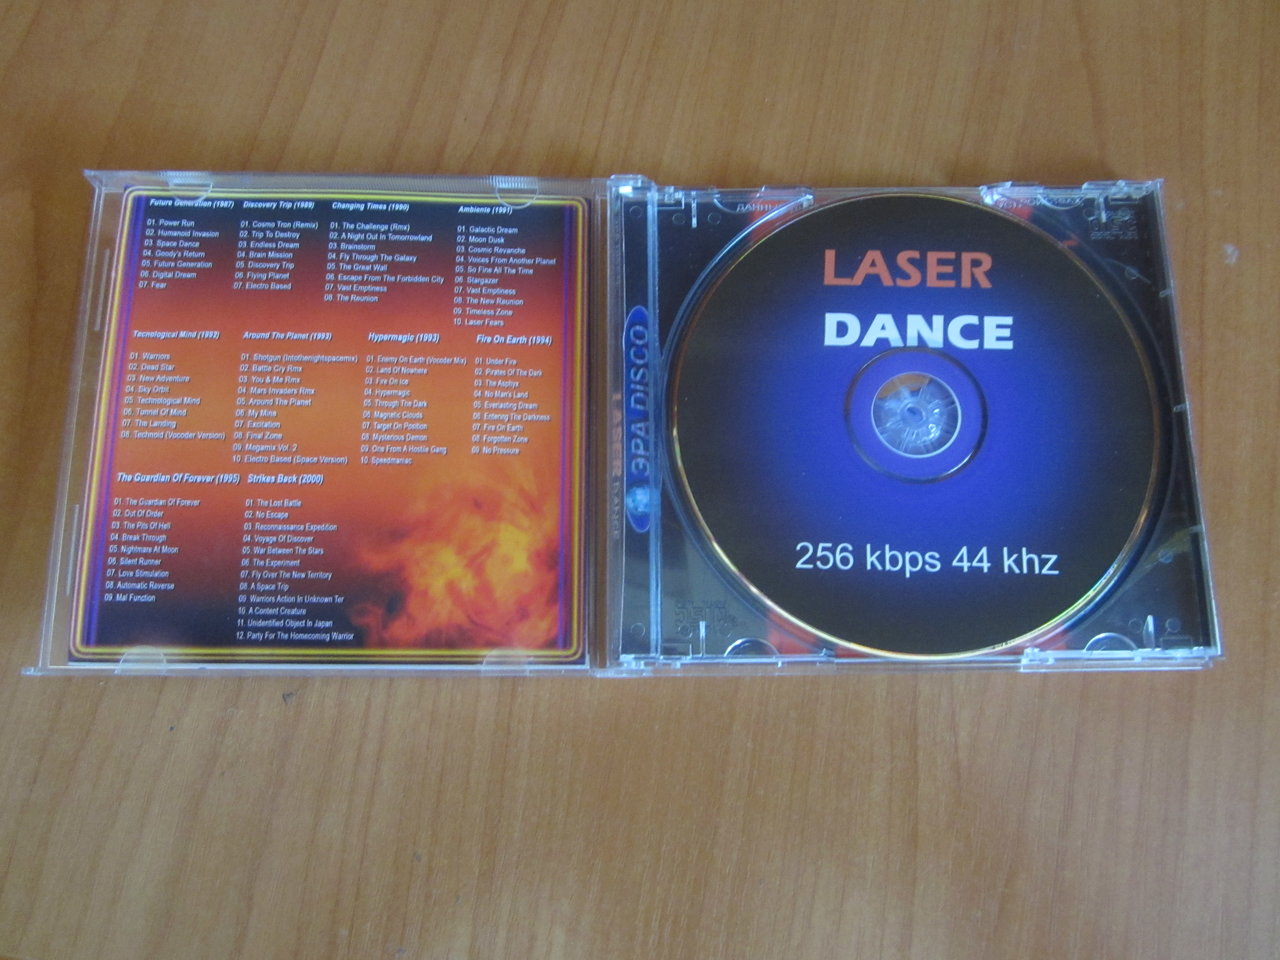 Future Generation (1987)
01. Power Run
02. Humanoid Invasion
03. Space Dance
04. Goody's Return
05. Future Generation
06. Digital Dream
07. Fear
Discovery Trip (1989)
01. Cosmo Tron (Remix)
02. Trip To Destroy
03. Endless Dream
04. Brain Mission
05. Discovery Trip
06. Flying Planet
07. Electro Based
Changing Times (1990)
01. The Challenge (Rmx)
02. A Night Out In Tomorrowland
03. Brainstorm
04. Fly Through The Galaxy
05. The Great Wall
06. Escape From The Forbidden City
07. Vast Emptiness
08. The Reunion
Ambiente (1991)
01. Galactic Dream
02. Moon Dusk
03. Cosmic Revanche
04. Voices From Another Planet
05. So Fine All The Time
06. Stargazer
07. Vast Emptiness
08. The New Reunion
09. Timeless Zone
10. Laser Fears
Tecnological Mind (1992)
01. Warriors
02. Dead Star
03. New Adventure
04. Sky Orbit
05. Technological Mind
06. Tunnel Of Mind
07. The Landing
08. Technoid (Vocoder Version)
Around The Planet (1993)
01. Shotgun (Intothenightspacemix)
02. Battle Cry Rmx
03. You & Me Rmx
04. Mars Invaders Rmx
05. Around The Planet
06. My Mind
07. Excitation
08. Final Zone
09. Megamix Vol. 2
10. Electro Based (Space Version)
Hypermagic (1993)
01. Enemy On Earth (Vocoder Mix)
02. Land Of Nowhere
03. Fire On Ice
04. Hypermagic
05. Through The Dark
06. Magnetic Clouds
07. Target On Position
08. Mysterious Demon
09. One From A Hostile Gang
10. Speedmaniac
Fire On Earth (1994)
01. Under Fire
02. Pirates Of The Dark
03. The Asphyx
04. No Man's Land
05. Everlasting Dream
06. Entering The Darkness
07. Fire On Earth
08. Forgotten Zone
09. No Pressure
The Guardian Of Forever (1995)
01. The Guardian Of Forever
02. Out Of Order
03. The Pits Of Hell
04. Break Through
05. Nightmare At Moon
06. Silent Runner
07. Love Stimulation
08. Automatic Reverse
09. Mal Function
Strikes Back (2000)
01. The Lost Battle
02. No Escape
03. Reconnaissance Expedition
04. Voyage Of Discover
05. War Between The Stars
06. The Experiment
07. Fly Over The New Territory
08. A Space Trip
09. Warriors Action In Unknown Ter
10. A Content Creature
11. Unidentified Object In Japan
12. Party For The Homecoming Warrior
ЭРА DISCO
LASERDANCE
LASER
DANCE
256 kbps 44 khz